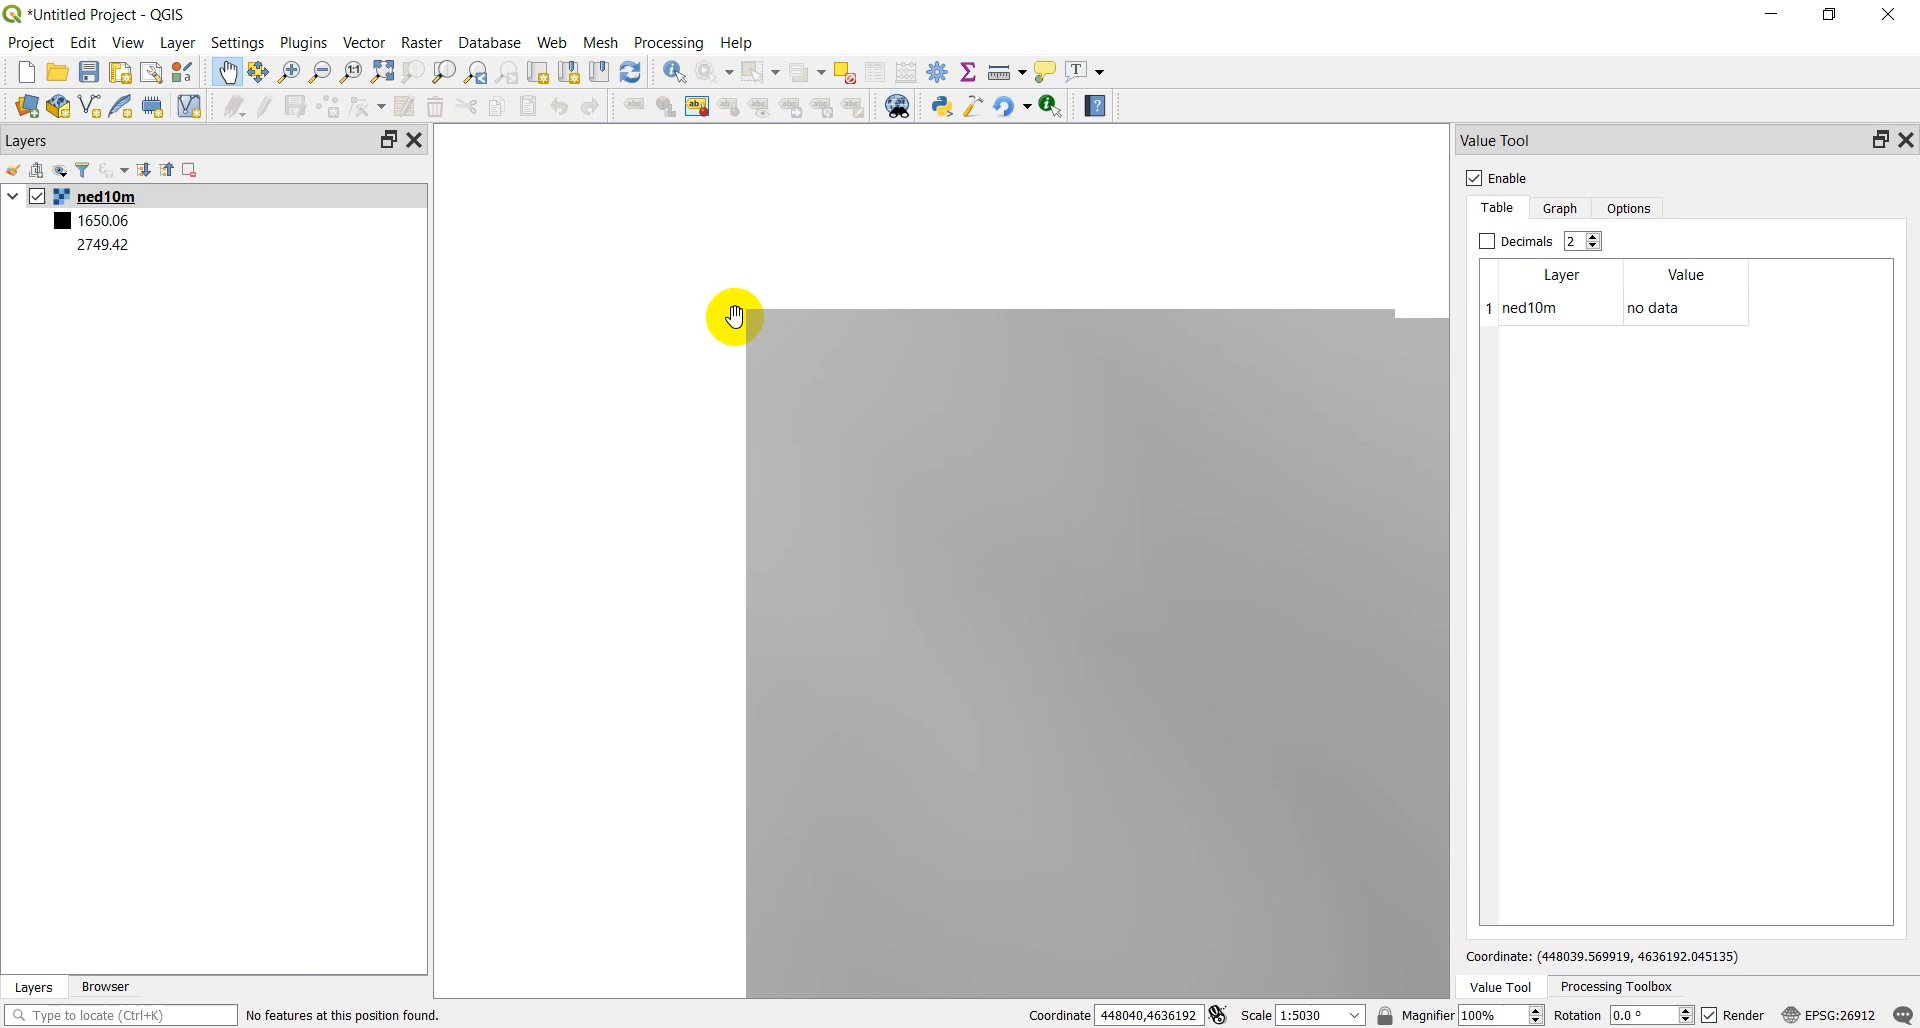 *Untitled Project - QGIS
Project Edit View Layer Settings Plugins Vector Raster Database Web Mesh Processing Help
Layers
ned10m
1650.06
2749.42
Value Tool
Enable
Table Graph Options
Decimals 2
Layer Value
1 ned10m no data
Coordinate: (448039.569919, 4636192.045135)
Layers Browser
Value Tool Processing Toolbox
Type to locate (Ctrl+K) No features at this position found. Coordinate 448040,4636192 Scale 1:5030 Magnifier 100% Rotation 0.0 ° Render EPSG:26912